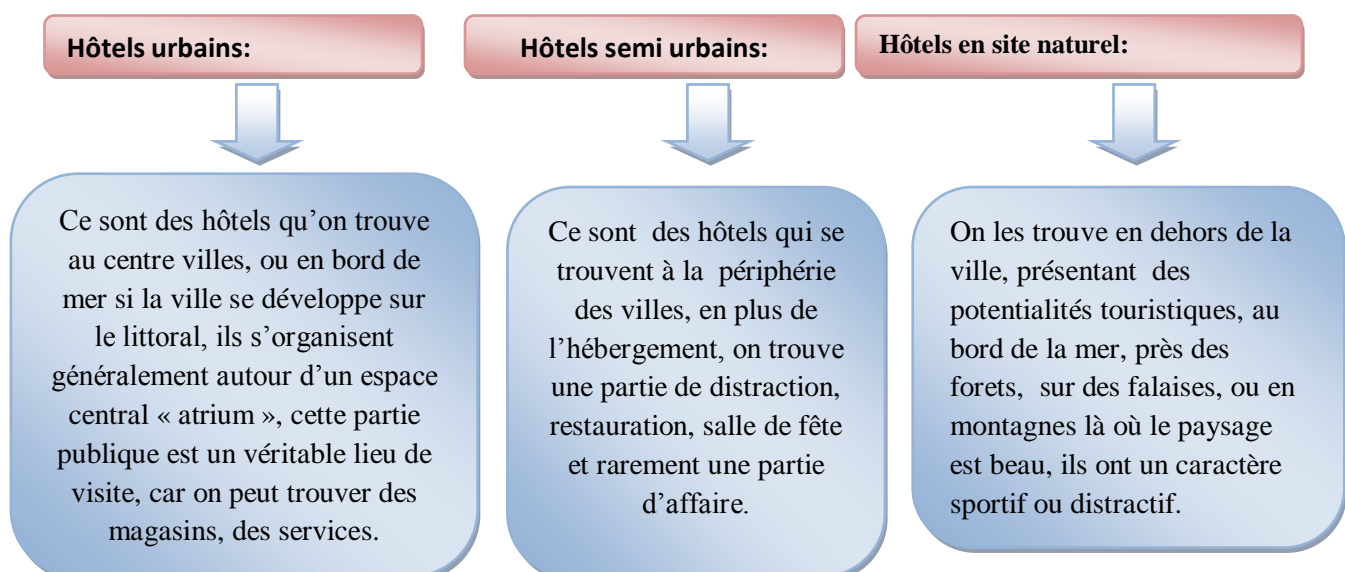 Hôtels urbains:
Ce sont des hôtels qu’on trouve
au centre villes, ou en bord de
mer si la ville se développe sur
le littoral, ils s’organisent
généralement autour d’un espace
central « atrium », cette partie
publique est un véritable lieu de
visite, car on peut trouver des
magasins, des services.
Hôtels semi urbains:
Ce sont des hôtels qui se
trouvent à la périphérie
des villes, en plus de
l’hébergement, on trouve
une partie de distraction,
restauration, salle de fête
et rarement une partie
d’affaire.
Hôtels en site naturel:
On les trouve en dehors de la
ville, présentant des
potentialités touristiques, au
bord de la mer, près des
forets, sur des falaises, ou en
montagnes là où le paysage
est beau, ils ont un caractère
sportif ou distractif.